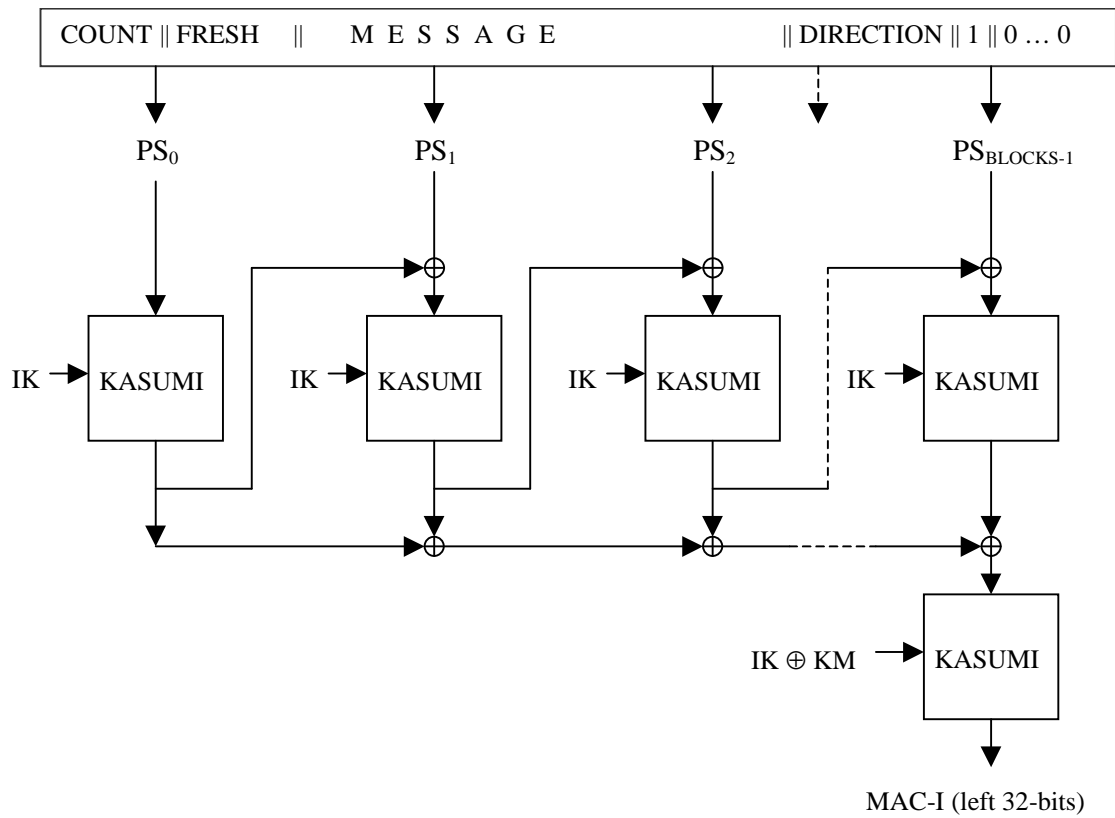 COUNT || FRESH || M E S S A G E || DIRECTION || 1 || 0 … 0
PS₀ PS₁ PS₂ PS_BLOCKS-1
IK KASUMI IK KASUMI IK KASUMI IK KASUMI
IK ⊕ KM KASUMI
MAC-I (left 32-bits)